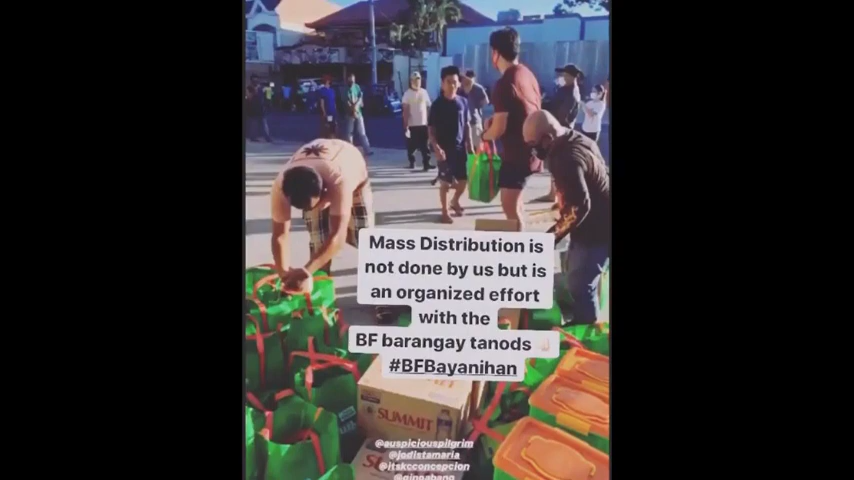 Mass Distribution is
not done by us but is
an organized effort
with the
BF barangay tanods
#BFBayanihan
SUMMIT
@auspiciouspilgrim
@jodistamaria
@itskcconcepcion
@ginoabang